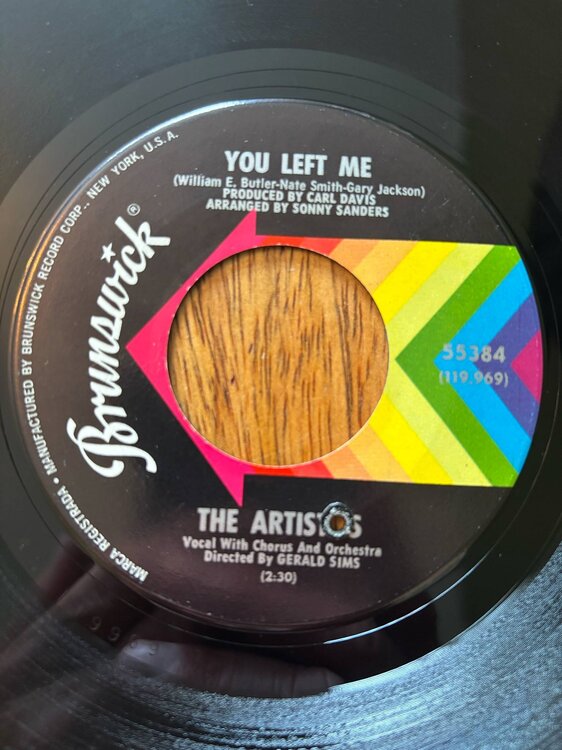 YOU LEFT ME
(William E. Butler-Nate Smith-Gary Jackson)
PRODUCED BY CARL DAVIS
ARRANGED BY SONNY SANDERS
Brunswick®
MARCA REGISTRADA • MANUFACTURED BY BRUNSWICK RECORD CORP., NEW YORK, U.S.A.
55384
(119,969)
THE
Vocal With Chorus And Orchestra
Directed By GERALD SIMS
(2:30)